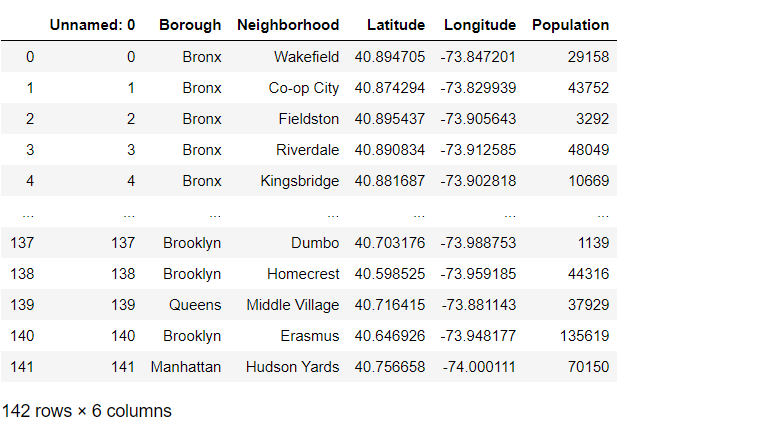 Unnamed: 0 Borough Neighborhood Latitude Longitude Population
0 0 Bronx Wakefield 40.894705 -73.847201 29158
1 1 Bronx Co-op City 40.874294 -73.829939 43752
2 2 Bronx Fieldston 40.895437 -73.905643 3292
3 3 Bronx Riverdale 40.890834 -73.912585 48049
4 4 Bronx Kingsbridge 40.881687 -73.902818 10669
... ... ... ... ... ... ...
137 137 Brooklyn Dumbo 40.703176 -73.988753 1139
138 138 Brooklyn Homecrest 40.598525 -73.959185 44316
139 139 Queens Middle Village 40.716415 -73.881143 37929
140 140 Brooklyn Erasmus 40.646926 -73.948177 135619
141 141 Manhattan Hudson Yards 40.756658 -74.000111 70150
142 rows × 6 columns